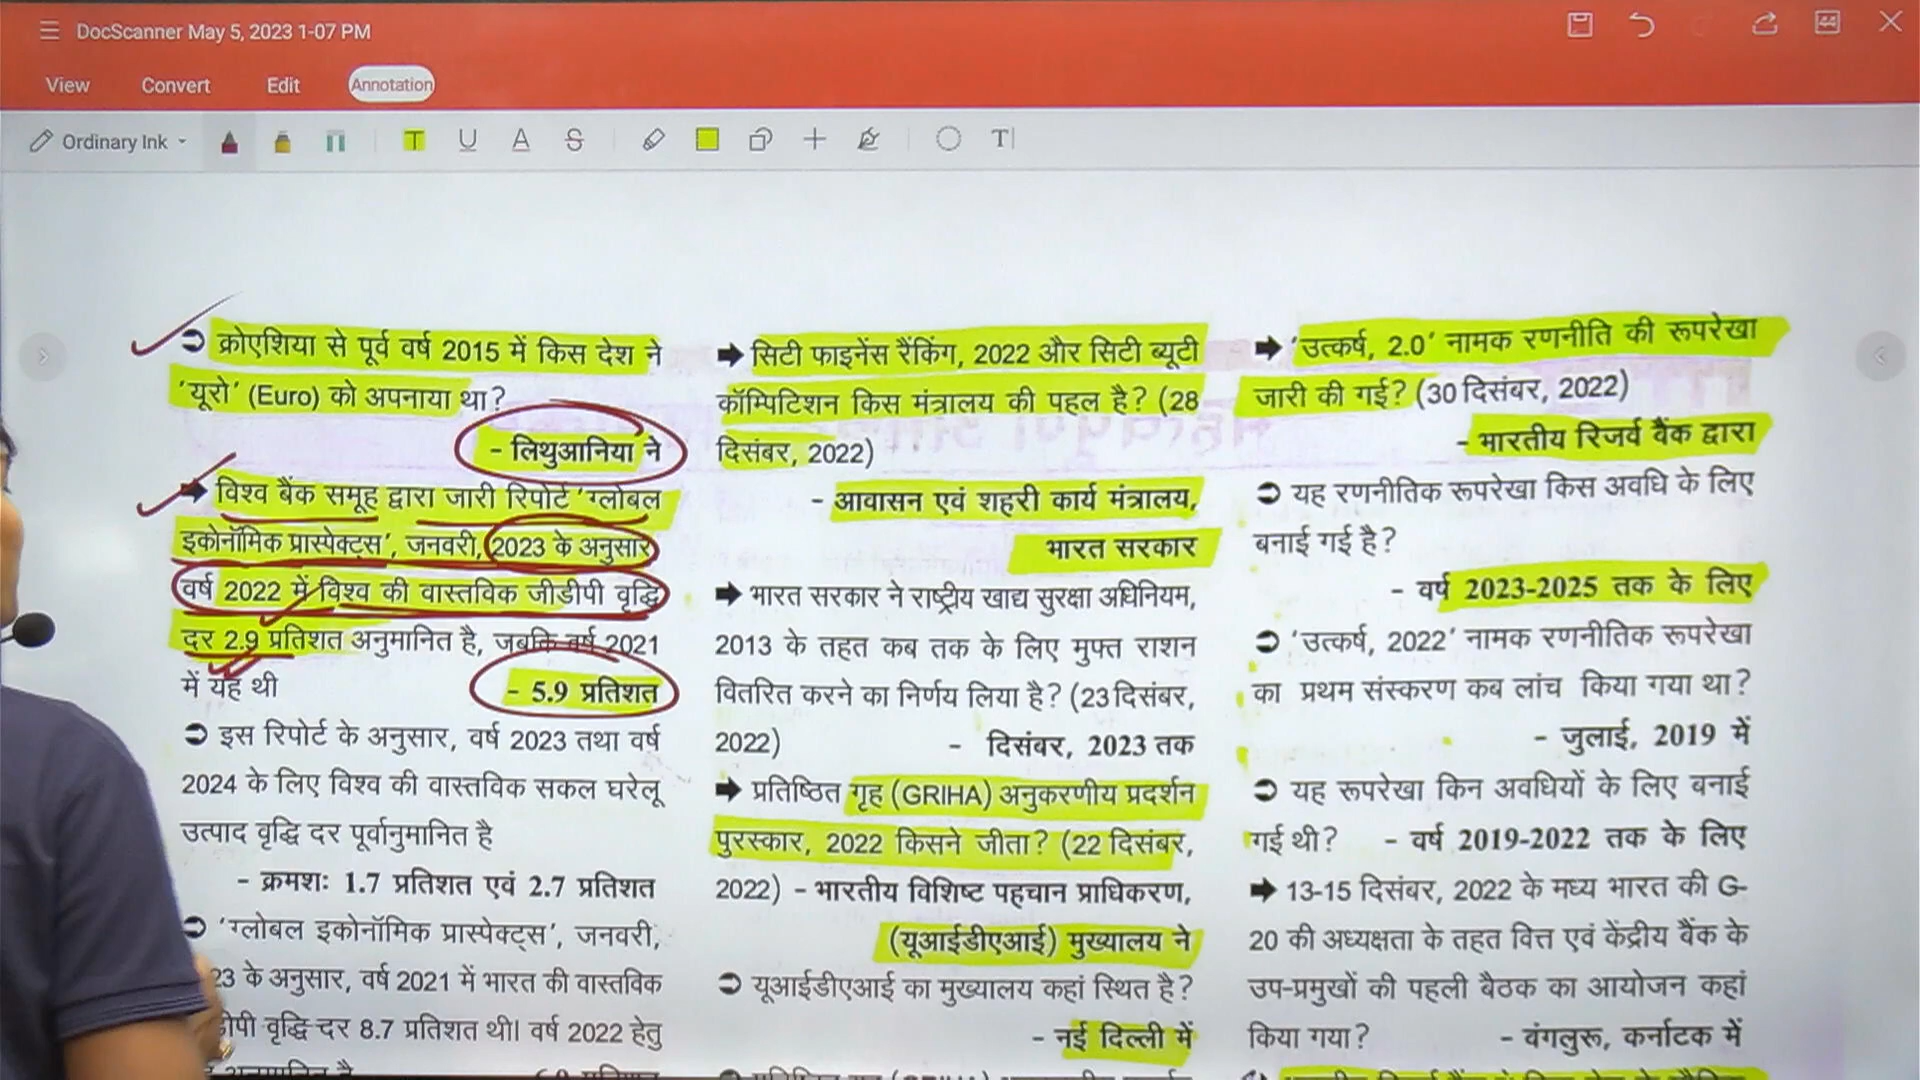 DocScanner May 5, 2023 1-07 PM
View Convert Edit Annotation
Ordinary Ink
➲ क्रोएशिया से पूर्व वर्ष 2015 में किस देश ने
'यूरो' (Euro) को अपनाया था?
- लिथुआनिया ने
➡ विश्व बैंक समूह द्वारा जारी रिपोर्ट 'ग्लोबल
इकोनॉमिक प्रास्पेक्ट्स', जनवरी, 2023 के अनुसार
वर्ष 2022 में विश्व की वास्तविक जीडीपी वृद्धि
दर 2.9 प्रतिशत अनुमानित है, जबकि वर्ष 2021
में यह थी - 5.9 प्रतिशत
➲ इस रिपोर्ट के अनुसार, वर्ष 2023 तथा वर्ष
2024 के लिए विश्व की वास्तविक सकल घरेलू
उत्पाद वृद्धि दर पूर्वानुमानित है
- क्रमशः 1.7 प्रतिशत एवं 2.7 प्रतिशत
➲ 'ग्लोबल इकोनॉमिक प्रास्पेक्ट्स', जनवरी,
23 के अनुसार, वर्ष 2021 में भारत की वास्तविक
वृद्धि दर 8.7 प्रतिशत थी। वर्ष 2022 हेतु
➡ सिटी फाइनेंस रैंकिंग, 2022 और सिटी ब्यूटी
कॉम्पिटिशन किस मंत्रालय की पहल है? (28
दिसंबर, 2022)
- आवासन एवं शहरी कार्य मंत्रालय,
भारत सरकार
➡ भारत सरकार ने राष्ट्रीय खाद्य सुरक्षा अधिनियम,
2013 के तहत कब तक के लिए मुफ्त राशन
वितरित करने का निर्णय लिया है? (23 दिसंबर,
2022) - दिसंबर, 2023 तक
➡ प्रतिष्ठित गृह (GRIHA) अनुकरणीय प्रदर्शन
पुरस्कार, 2022 किसने जीता? (22 दिसंबर,
2022) - भारतीय विशिष्ट पहचान प्राधिकरण,
(यूआईडीएआई) मुख्यालय ने
➲ यूआईडीएआई का मुख्यालय कहां स्थित है?
- नई दिल्ली में
➡ 'उत्कर्ष, 2.0' नामक रणनीति की रूपरेखा
जारी की गई? (30 दिसंबर, 2022)
- भारतीय रिजर्व बैंक द्वारा
➲ यह रणनीतिक रूपरेखा किस अवधि के लिए
बनाई गई है?
- वर्ष 2023-2025 तक के लिए
➲ 'उत्कर्ष, 2022' नामक रणनीतिक रूपरेखा
का प्रथम संस्करण कब लांच किया गया था?
- जुलाई, 2019 में
➲ यह रूपरेखा किन अवधियों के लिए बनाई
गई थी? - वर्ष 2019-2022 तक के लिए
➡ 13-15 दिसंबर, 2022 के मध्य भारत की G-
20 की अध्यक्षता के तहत वित्त एवं केंद्रीय बैंक के
उप-प्रमुखों की पहली बैठक का आयोजन कहां
किया गया? - बंगलुरू, कर्नाटक में